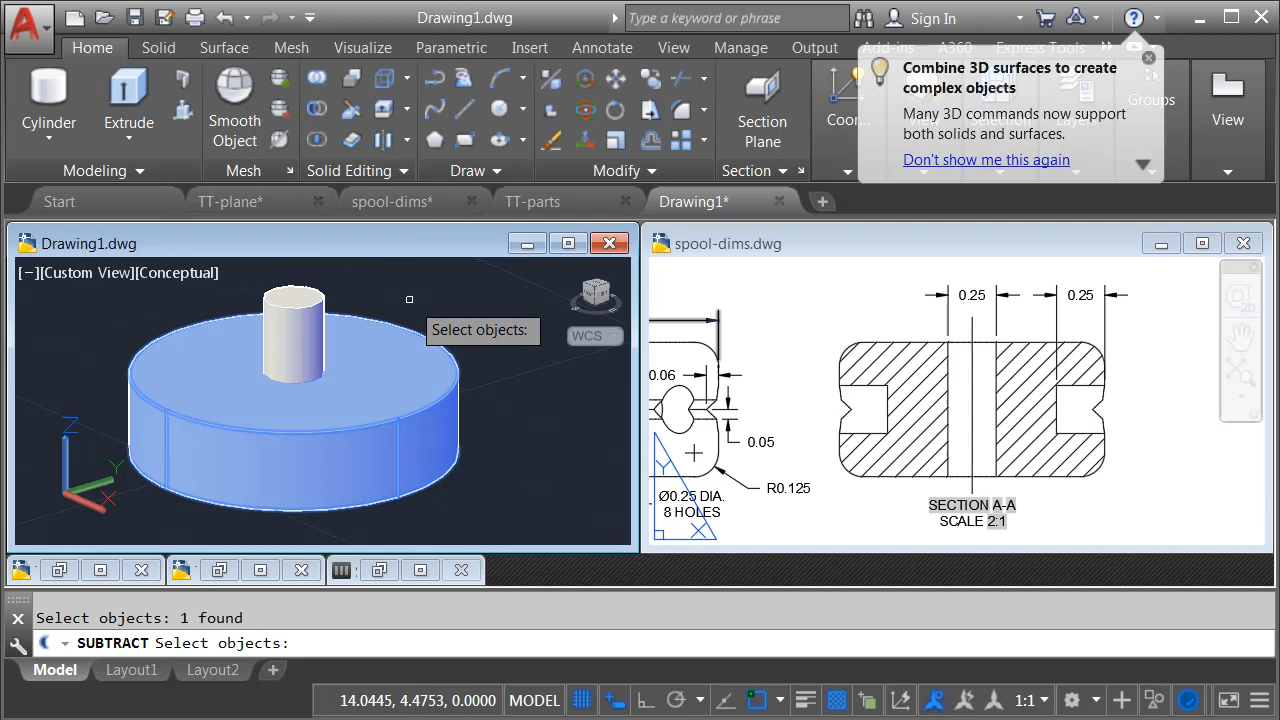 Drawing1.dwg
Type a keyword or phrase
Sign In
Home
Solid
Surface
Mesh
Visualize
Parametric
Insert
Annotate
View
Manage
Output
Add-ins
A360
Express Tools
Cylinder
Extrude
Smooth
Object
Section
Plane
Coor...
View
Groups
View
Combine 3D surfaces to create
complex objects
Many 3D commands now support
both solids and surfaces.
Don't show me this again
Modeling
Mesh
Solid Editing
Draw
Modify
Section
Start
TT-plane*
spool-dims*
TT-parts
Drawing1*
Drawing1.dwg
[−][Custom View][Conceptual]
Select objects:
WCS
Z
Y
X
spool-dims.dwg
0.25
0.25
0.06
0.05
R0.125
Ø0.25 DIA.
8 HOLES
Y
X
SECTION A-A
SCALE 2:1
2D
Select objects: 1 found
SUBTRACT Select objects:
Model
Layout1
Layout2
14.0445, 4.4753, 0.0000
MODEL
1:1